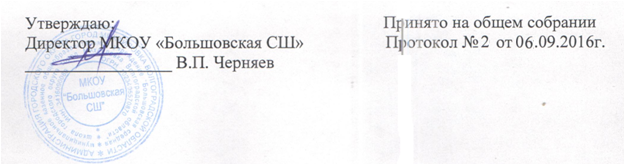 Утверждаю: Принято на общем собрании
Директор МКОУ «Большовская СШ» Протокол №2 от 06.09.2016г.
В.П. Черняев
МКОУ
"Большовская
СШ"